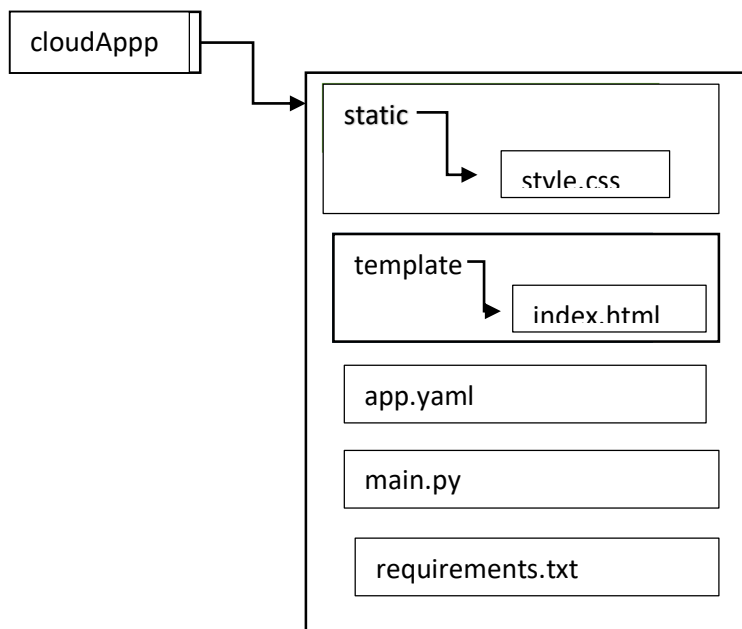 cloudAppp
static
style.css
template
index.html
app.yaml
main.py
requirements.txt